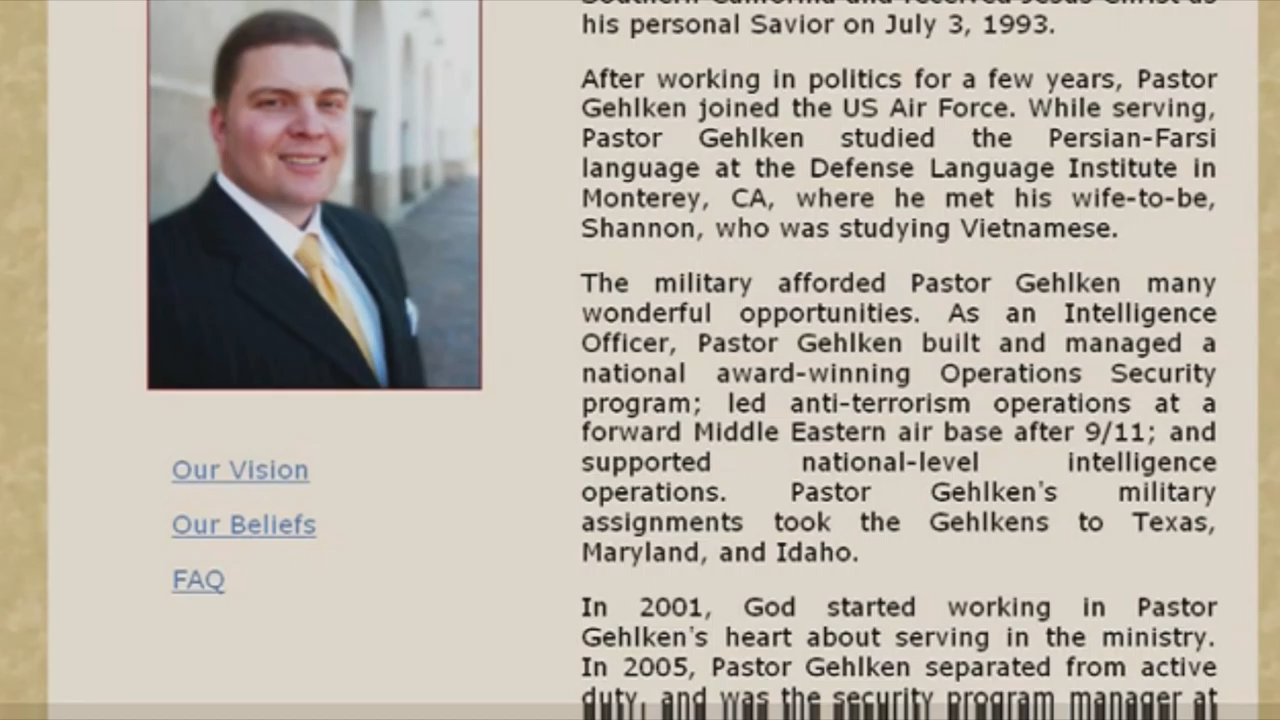 his personal Savior on July 3, 1993.
After working in politics for a few years, Pastor
Gehlken joined the US Air Force. While serving,
Pastor Gehlken studied the Persian-Farsi
language at the Defense Language Institute in
Monterey, CA, where he met his wife-to-be,
Shannon, who was studying Vietnamese.
The military afforded Pastor Gehlken many
wonderful opportunities. As an Intelligence
Officer, Pastor Gehlken built and managed a
national award-winning Operations Security
program; led anti-terrorism operations at a
forward Middle Eastern air base after 9/11; and
supported national-level intelligence
operations. Pastor Gehlken's military
assignments took the Gehlkens to Texas,
Maryland, and Idaho.
In 2001, God started working in Pastor
Gehlken's heart about serving in the ministry.
In 2005, Pastor Gehlken separated from active
duty, and was the security program manager at
Our Vision
Our Beliefs
FAQ